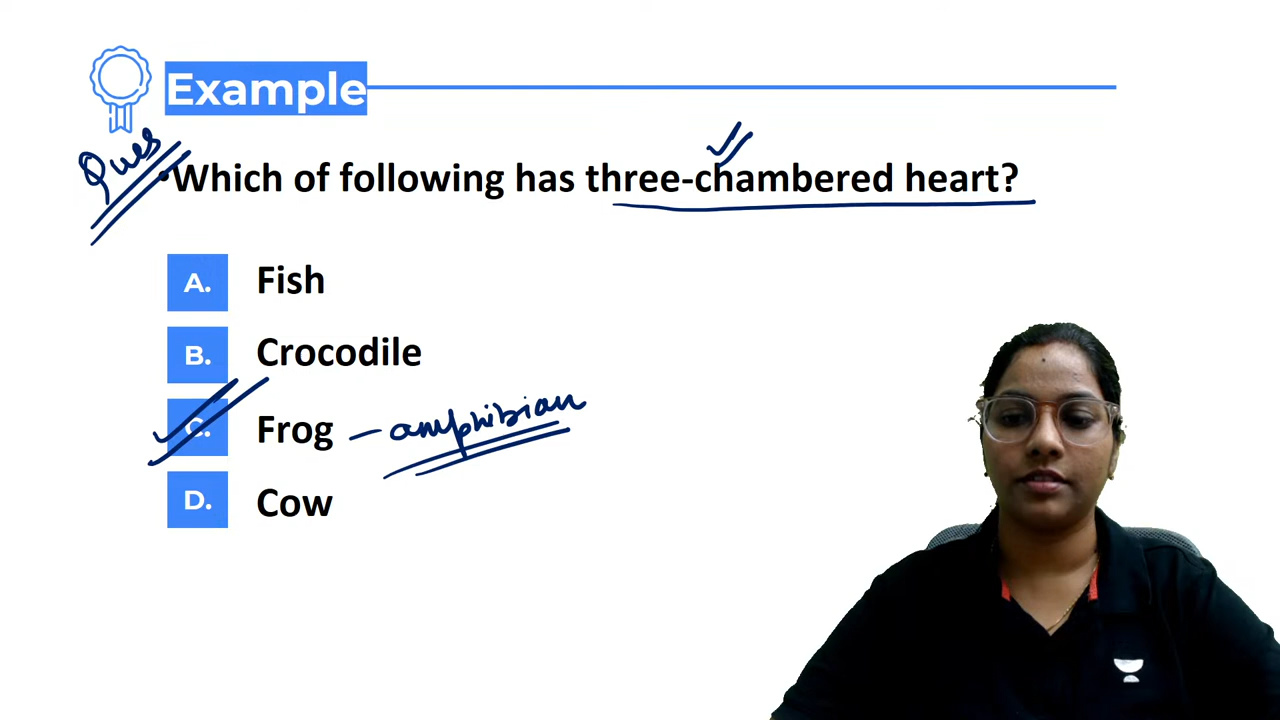 Example
Ques
•Which of following has three-chambered heart?
A. Fish
B. Crocodile
C. Frog – amphibian
D. Cow